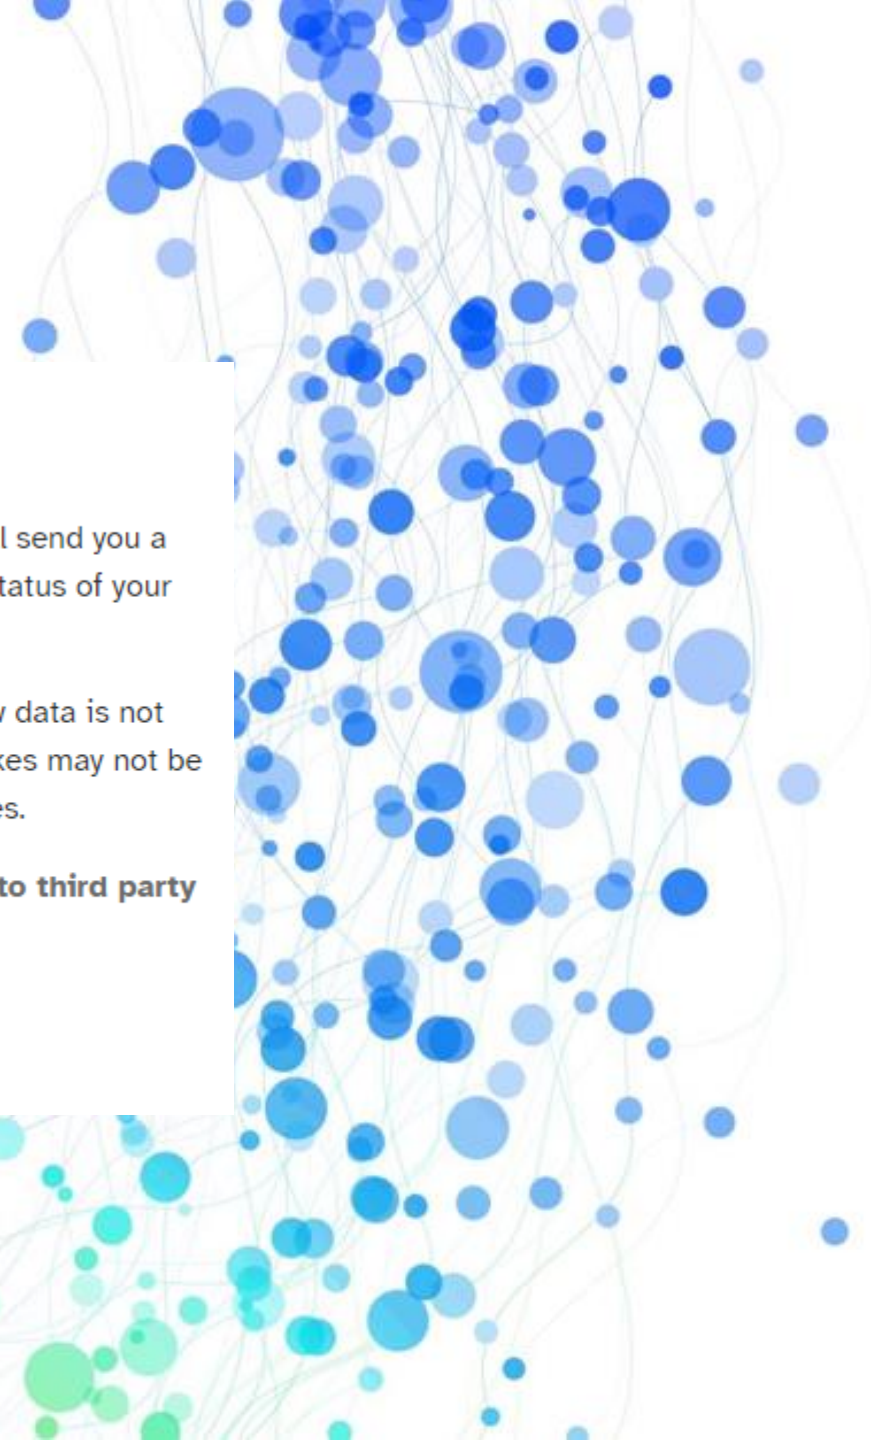 l send you a
tatus of your
data is not
kes may not be
es.
to third party